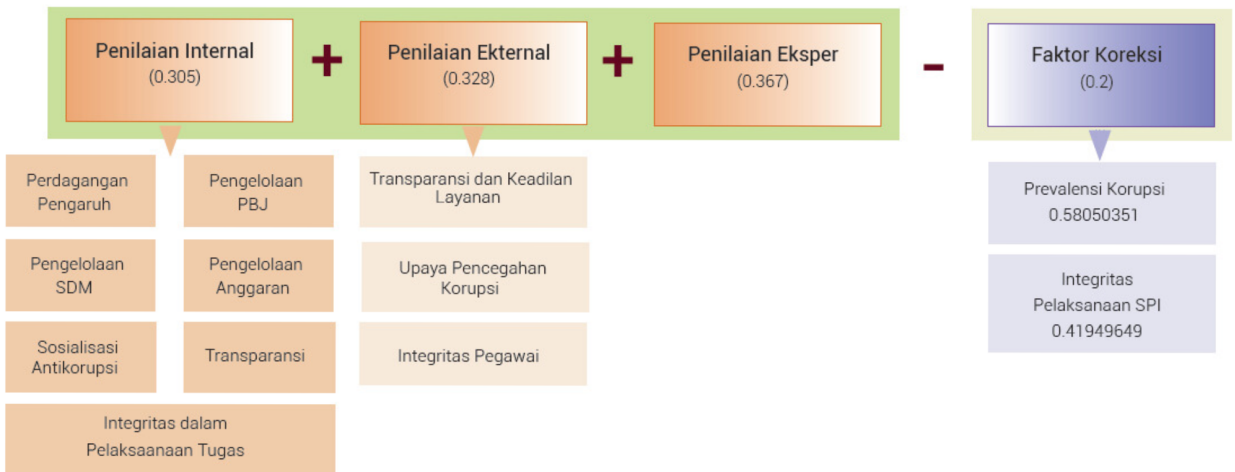 Penilaian Internal
(0.305)
+
Penilaian Ekternal
(0.328)
+
Penilaian Eksper
(0.367)
-
Faktor Koreksi
(0.2)
Perdagangan
Pengaruh
Pengelolaan
PBJ
Pengelolaan
SDM
Pengelolaan
Anggaran
Sosialisasi
Antikorupsi
Transparansi
Integritas dalam
Pelaksaanaan Tugas
Transparansi dan Keadilan
Layanan
Upaya Pencegahan
Korupsi
Integritas Pegawai
Prevalensi Korupsi
0.58050351
Integritas
Pelaksanaan SPI
0.41949649